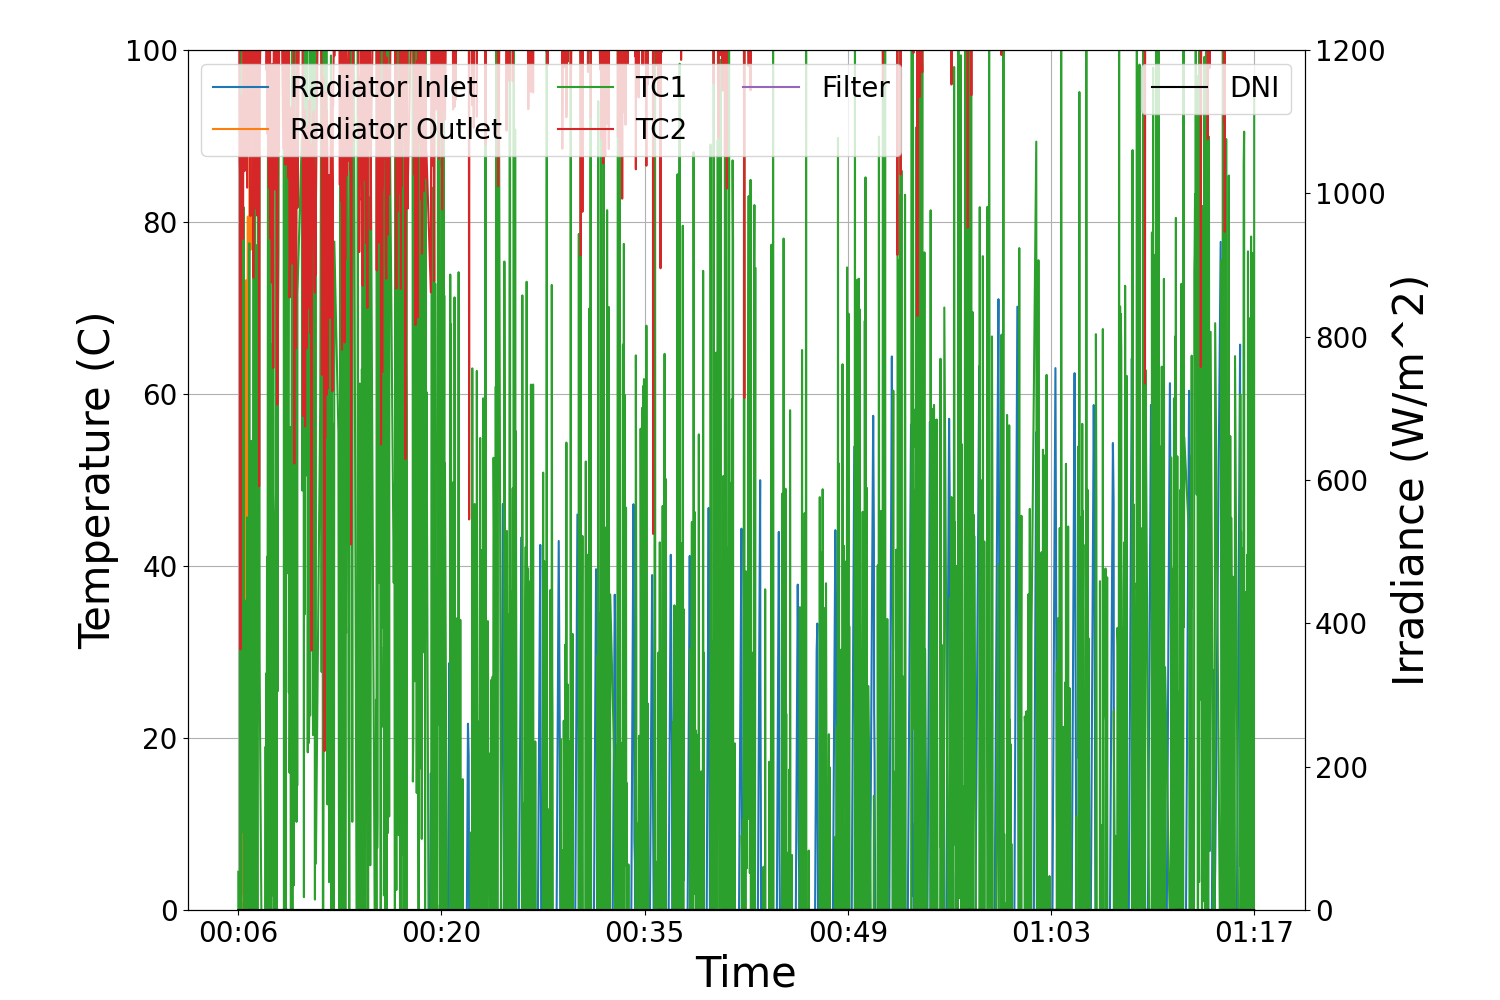 100
80
60
40
20
0
Temperature (C)
Radiator Inlet
Radiator Outlet
TC1
TC2
Filter
DNI
1200
1000
800
600
400
200
0
Irradiance (W/m^2)
00:06
00:20
00:35
00:49
01:03
01:17
Time